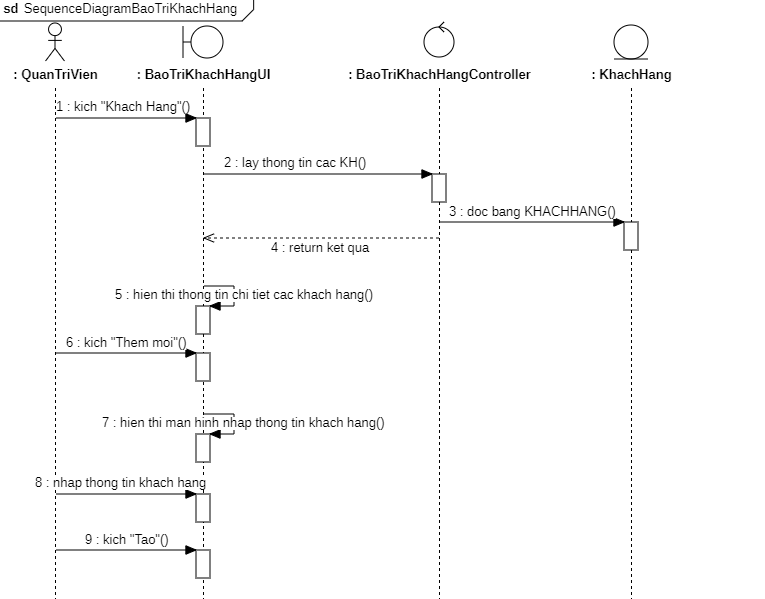 sd SequenceDiagramBaoTriKhachHang
: QuanTriVien
: BaoTriKhachHangUI
: BaoTriKhachHangController
: KhachHang
1 : kich "Khach Hang"()
2 : lay thong tin cac KH()
3 : doc bang KHACHHANG()
4 : return ket qua
5 : hien thi thong tin chi tiet cac khach hang()
6 : kich "Them moi"()
7 : hien thi man hinh nhap thong tin khach hang()
8 : nhap thong tin khach hang
9 : kich "Tao"()